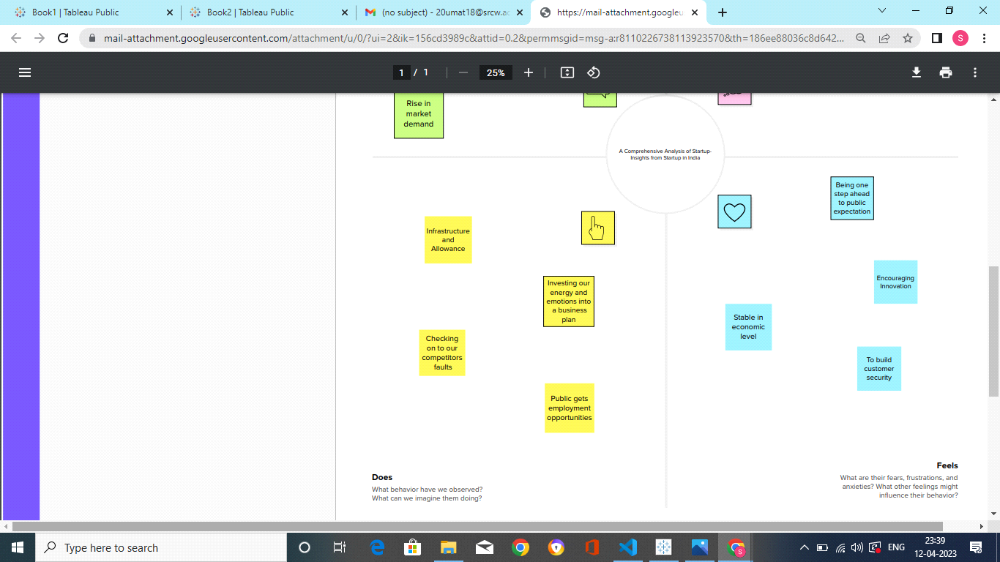 Book1 | Tableau Public
Book2 | Tableau Public
(no subject) - 20umat18@srcw.ac
https://mail-attachment.googleu
mail-attachment.googleusercontent.com/attachment/u/0/?ui=2&ik=156cd3989c&attid=0.2&permmsgid=msg-a:r8110226738113923570&th=186ee88036c8d642...
S
1 / 1
25%
Rise in
market
demand
A Comprehensive Analysis of Startup-
Insights from Startup in India
Being one
step ahead
to public
expectation
Infrastructure
and
Allowance
Investing our
energy and
emotions into
a business
plan
Encouraging
Innovation
Stable in
economic
level
Checking
on to our
competitors
faults
To build
customer
security
Public gets
employment
opportunities
Does
What behavior have we observed?
What can we imagine them doing?
Feels
What are their fears, frustrations, and
anxieties? What other feelings might
influence their behavior?
Type here to search
S
ENG
23:39
12-04-2023